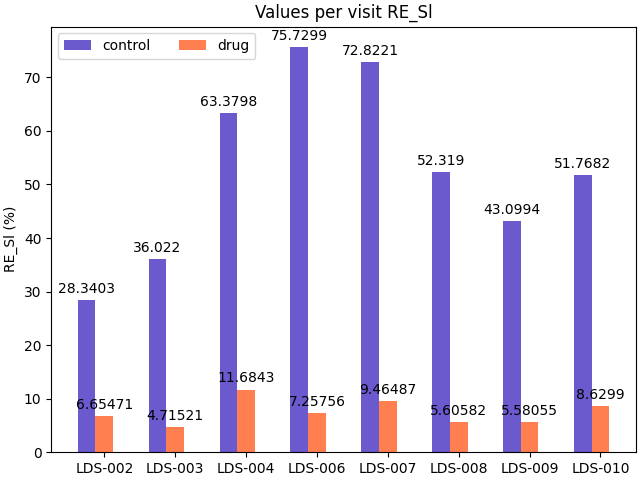 Values per visit RE_Sl
control
drug
RE_Sl (%)
70
60
50
40
30
20
10
0
28.3403
36.022
63.3798
75.7299
72.8221
52.319
43.0994
51.7682
6.65471
4.71521
11.6843
7.25756
9.46487
5.60582
5.58055
8.6299
LDS-002
LDS-003
LDS-004
LDS-006
LDS-007
LDS-008
LDS-009
LDS-010